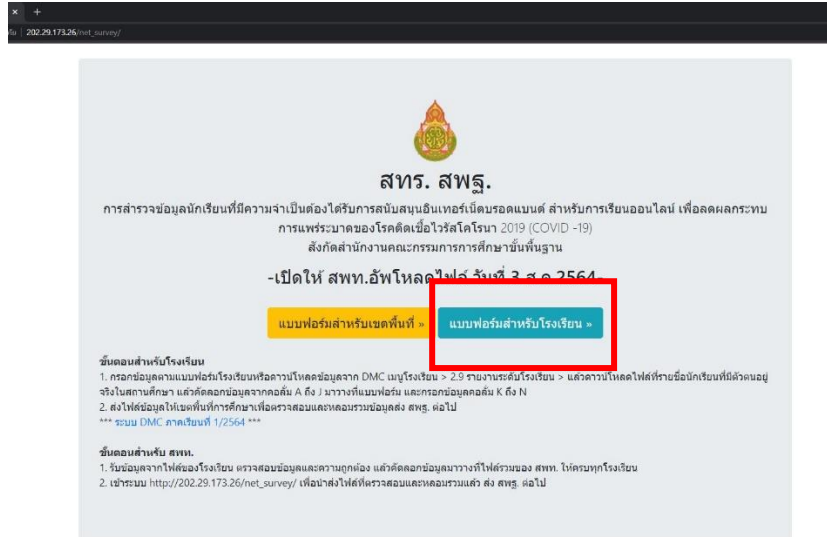 × +
202.29.173.26/net_survey/
สทร. สพฐ.
การสำรวจข้อมูลนักเรียนที่มีความจำเป็นต้องได้รับการสนับสนุนอินเทอร์เน็ตบรอดแบนด์ สำหรับการเรียนออนไลน์ เพื่อลดผลกระทบ
การแพร่ระบาดของโรคติดเชื้อไวรัสโคโรนา 2019 (COVID -19)
สังกัดสำนักงานคณะกรรมการการศึกษาขั้นพื้นฐาน
-เปิดให้ สพท.อัพโหลดไฟล์ วันที่ 3 ส.ค.2564-
แบบฟอร์มสำหรับเขตพื้นที่ » แบบฟอร์มสำหรับโรงเรียน »
ขั้นตอนสำหรับโรงเรียน
1. กรอกข้อมูลตามแบบฟอร์มโรงเรียนหรือดาวน์โหลดข้อมูลจาก DMC เมนูโรงเรียน > 2.9 รายงานระดับโรงเรียน > แล้วดาวน์โหลดไฟล์ที่รายชื่อนักเรียนที่มีตัวตนอยู่
จริงในสถานศึกษา แล้วคัดลอกข้อมูลจากคอลั่ม A ถึง J มาวางที่แบบฟอร์ม และกรอกข้อมูลคอลั่ม K ถึง N
2. ส่งไฟล์ข้อมูลให้เขตพื้นที่การศึกษาเพื่อตรวจสอบและหลอมรวมข้อมูลส่ง สพฐ. ต่อไป
*** ระบบ DMC ภาคเรียนที่ 1/2564 ***
ขั้นตอนสำหรับ สพท.
1. รับข้อมูลจากไฟล์ของโรงเรียน ตรวจสอบข้อมูลและความถูกต้อง แล้วคัดลอกข้อมูลมาวางที่ไฟล์รวมของ สพท. ให้ครบทุกโรงเรียน
2. เข้าระบบ http://202.29.173.26/net_survey/ เพื่อนำส่งไฟล์ที่ตรวจสอบและหลอมรวมแล้ว ส่ง สพฐ. ต่อไป